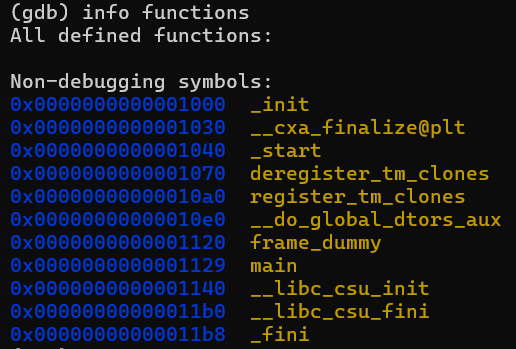 (gdb) info functions
All defined functions:
Non-debugging symbols:
0x0000000000001000  _init
0x0000000000001030  __cxa_finalize@plt
0x0000000000001040  _start
0x0000000000001070  deregister_tm_clones
0x00000000000010a0  register_tm_clones
0x00000000000010e0  __do_global_dtors_aux
0x0000000000001120  frame_dummy
0x0000000000001129  main
0x0000000000001140  __libc_csu_init
0x00000000000011b0  __libc_csu_fini
0x00000000000011b8  _fini